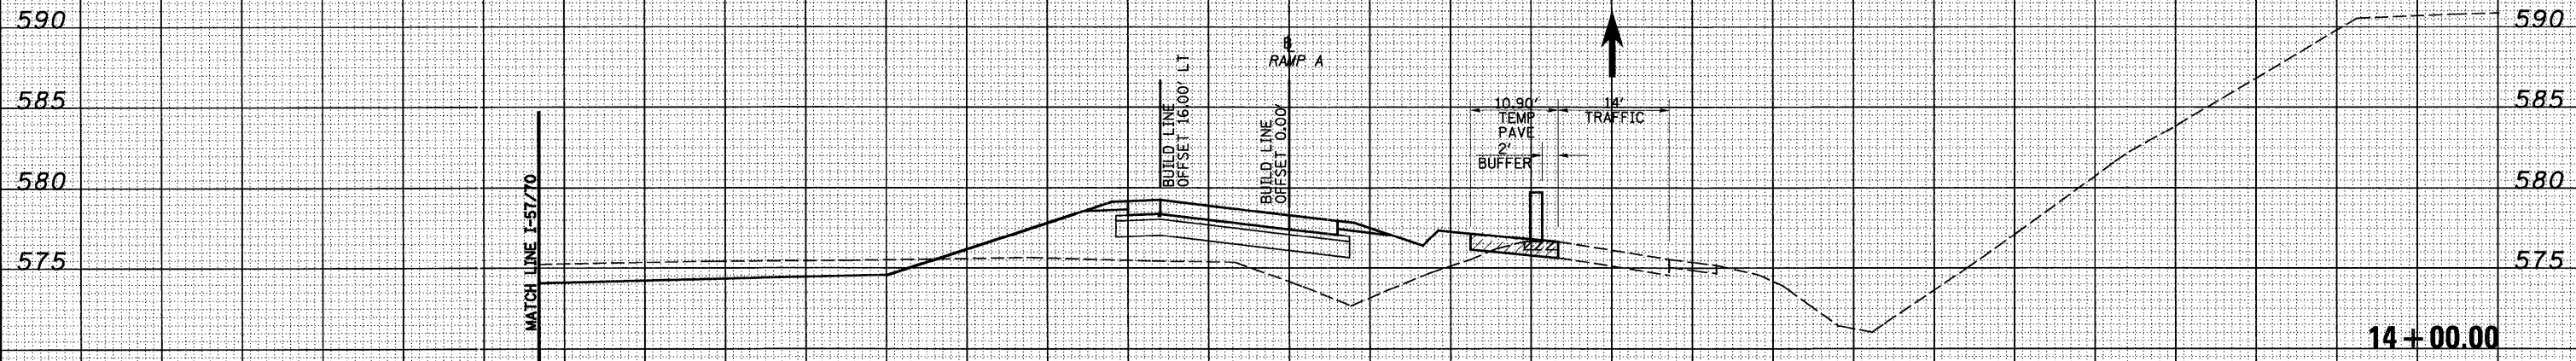 590
590
585
585
580
580
575
575
MATCH LINE I-57/70
BUILD LINE
OFFSET 16.00' LT
BUILD LINE
OFFSET 0.00'
RAMP A
10.90'
TEMP
PAVE
2'
BUFFER
14'
TRAFFIC
14+00.00